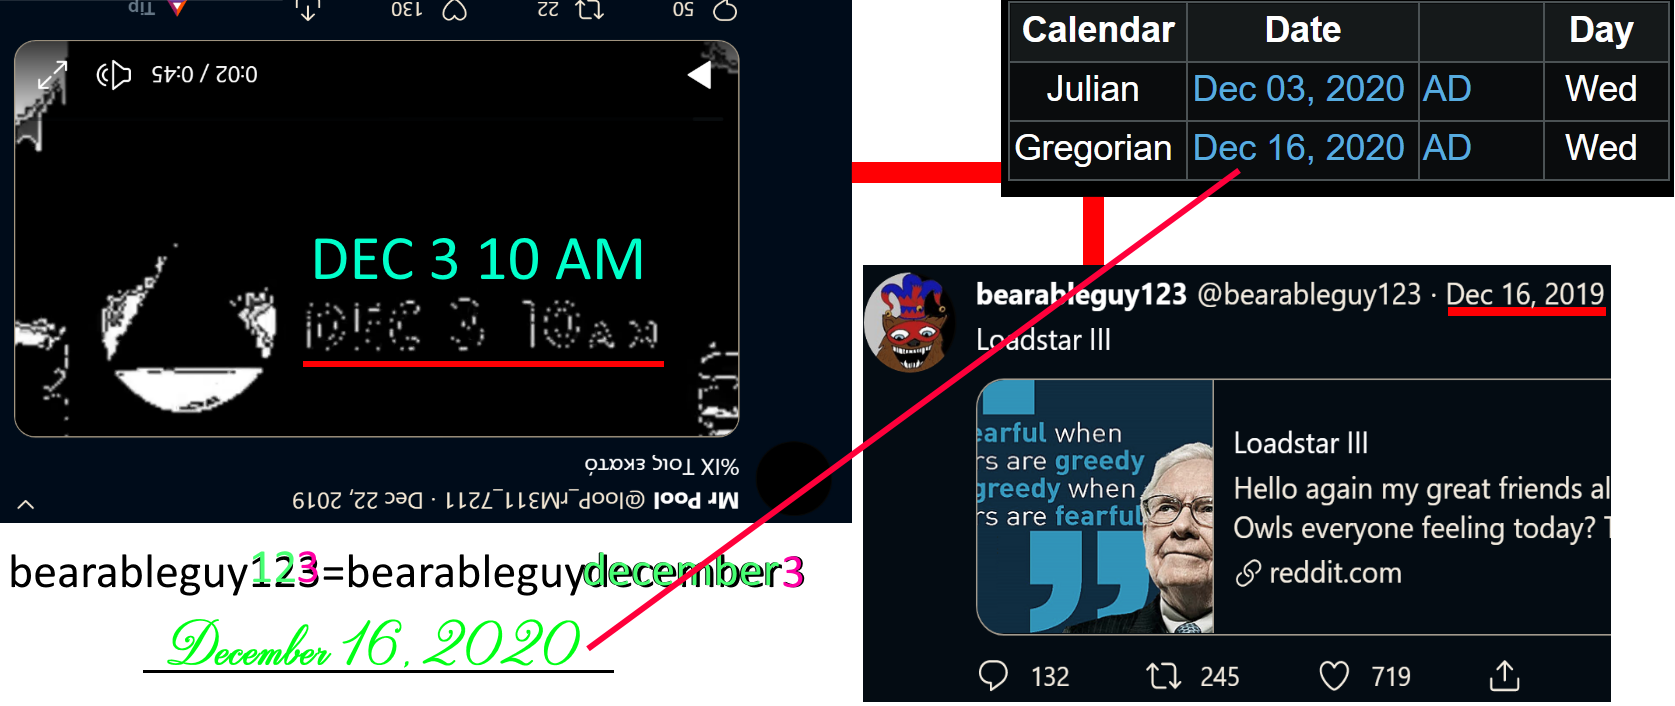 Tip
130
22
50
0:02 / 0:45
DEC 3 10 AM
DEC 3 10AM
%IX Τοις εκατό
Mr Pool @looP_rM311_7211 · Dec 22, 2019
bearableguy123=bearableguydecember3
December 16, 2020
Calendar Date Day
Julian Dec 03, 2020 AD Wed
Gregorian Dec 16, 2020 AD Wed
bearableguy123 @bearableguy123 · Dec 16, 2019
Loadstar III
earful when
rs are greedy
greedy when
rs are fearful
Loadstar III
Hello again my great friends al
Owls everyone feeling today? T
reddit.com
132 245 719